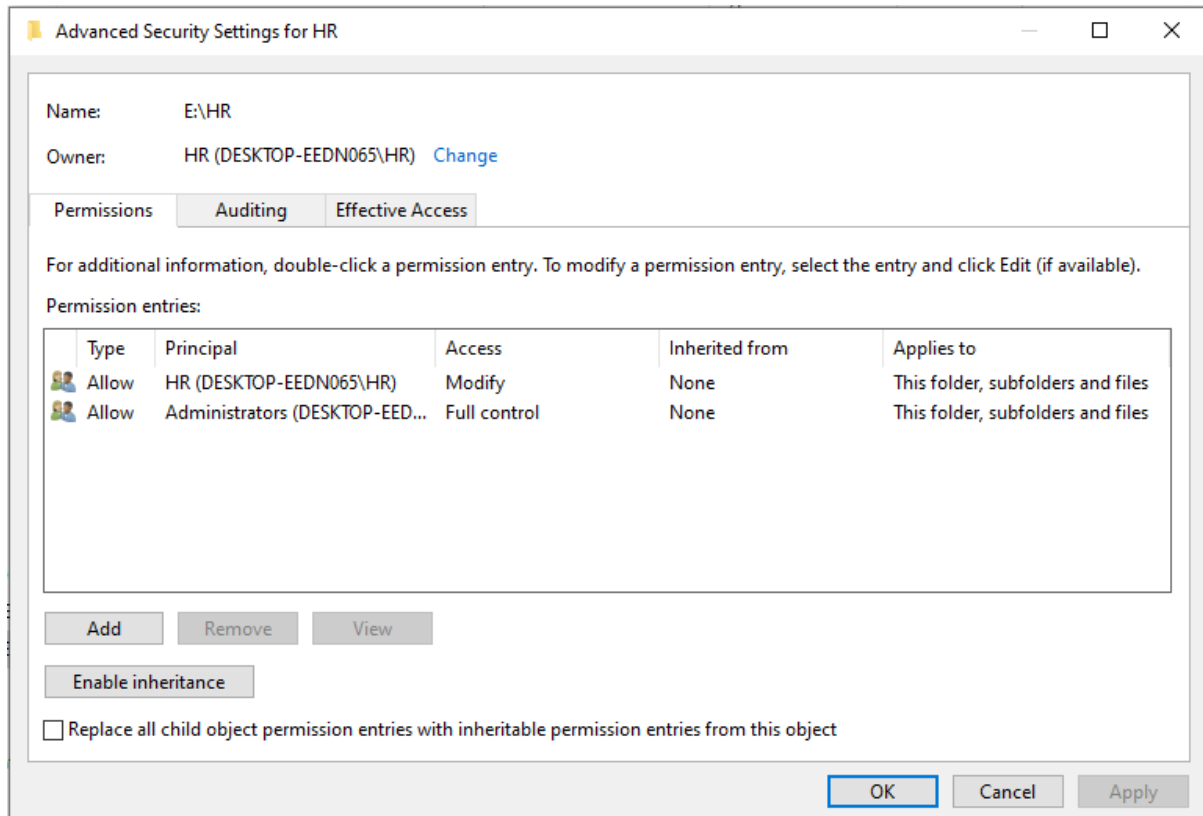 Advanced Security Settings for HR
Name: E:\HR
Owner: HR (DESKTOP-EEDN065\HR) Change
Permissions Auditing Effective Access
For additional information, double-click a permission entry. To modify a permission entry, select the entry and click Edit (if available).
Permission entries:
Type Principal Access Inherited from Applies to
Allow HR (DESKTOP-EEDN065\HR) Modify None This folder, subfolders and files
Allow Administrators (DESKTOP-EED... Full control None This folder, subfolders and files
Add Remove View
Enable inheritance
Replace all child object permission entries with inheritable permission entries from this object
OK Cancel Apply